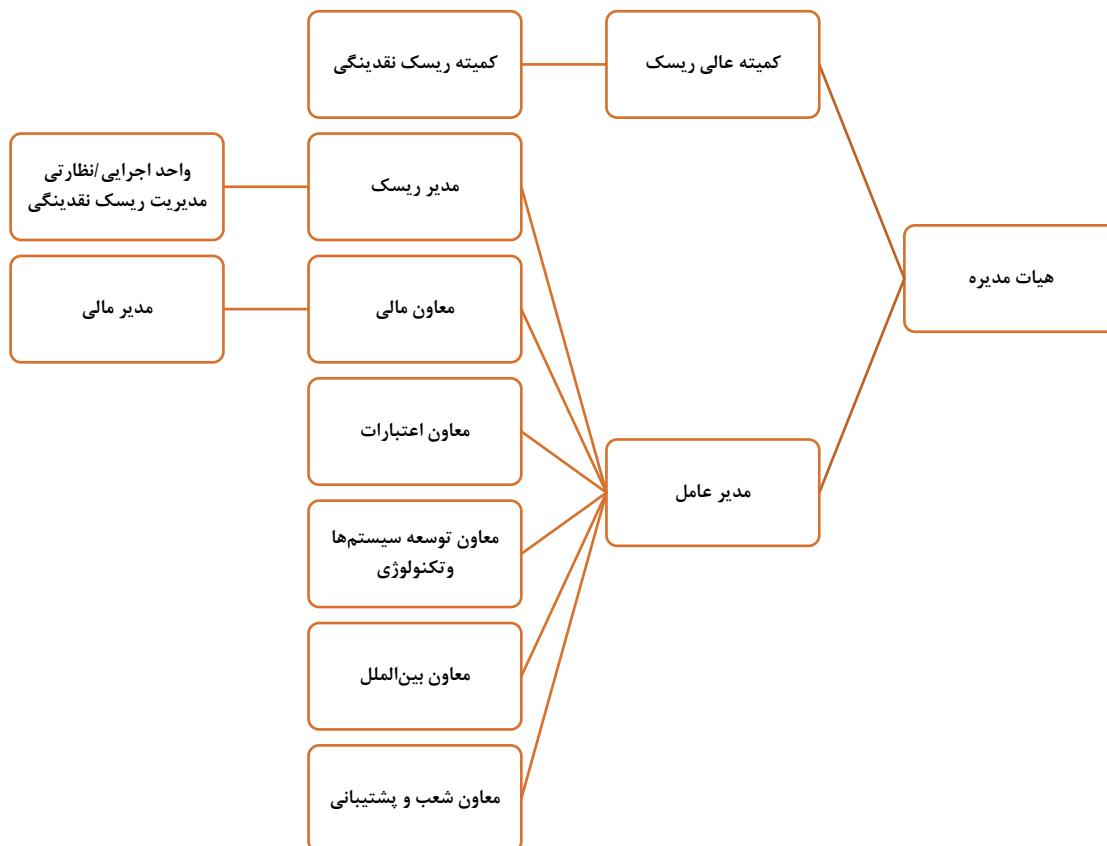 کمیته عالی ریسک
کمیته ریسک نقدینگی
مدیر ریسک
واحد اجرایی/نظارتی
مدیریت ریسک نقدینگی
هیات مدیره
معاون مالی
مدیر مالی
معاون اعتبارات
مدیر عامل
معاون توسعه سیستم‌ها
وتکنولوژی
معاون بین‌الملل
معاون شعب و پشتیبانی